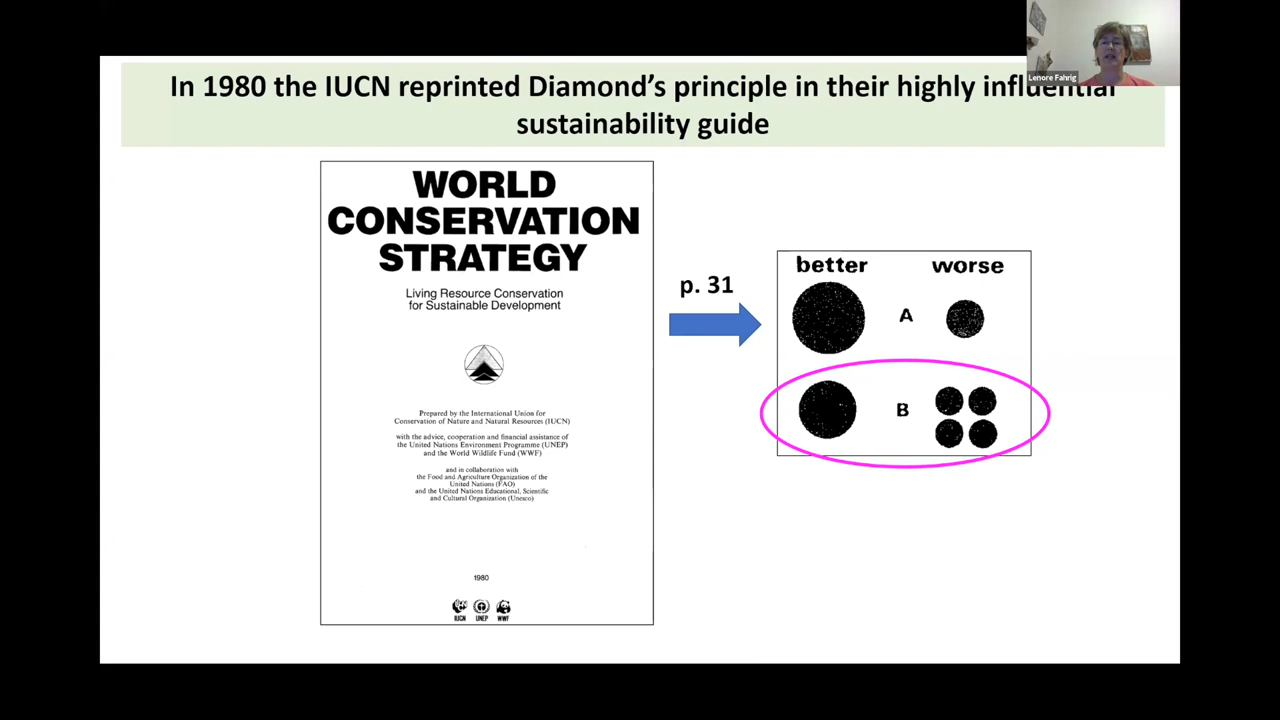 Lenore Fahrig
In 1980 the IUCN reprinted Diamond's principle in their highly influential
sustainability guide
WORLD
CONSERVATION
STRATEGY
Living Resource Conservation
for Sustainable Development
Prepared by the International Union for
Conservation of Nature and Natural Resources (IUCN)
with the advice, cooperation and financial assistance of
the United Nations Environment Programme (UNEP)
and the World Wildlife Fund (WWF)
and in collaboration with
the Food and Agriculture Organization of the
United Nations (FAO)
and the United Nations Educational, Scientific
and Cultural Organization (Unesco)
1980
IUCN UNEP WWF
p. 31
better worse
A
B